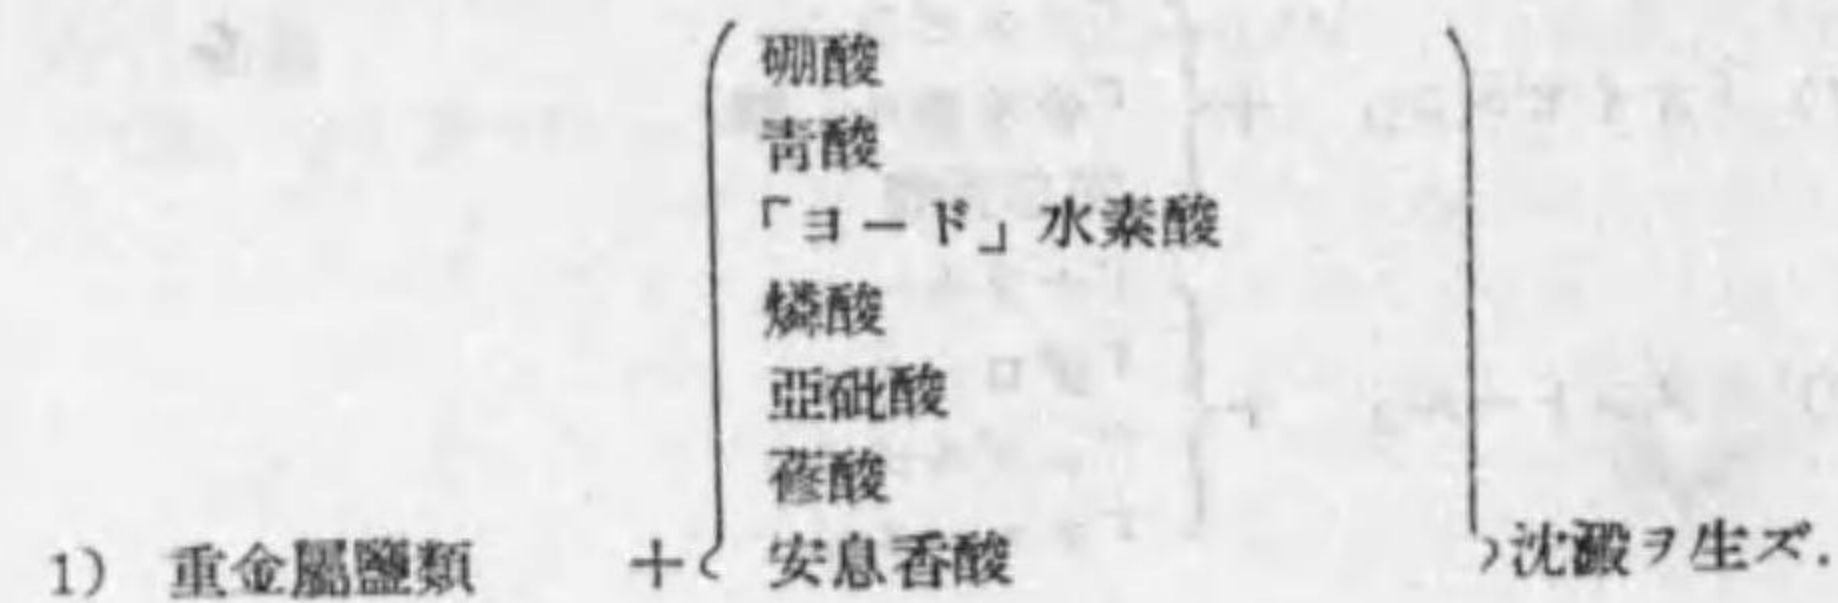 硼酸
靑酸
「ヨード」水素酸
燐酸
亞砒酸
蓚酸
1) 重金屬鹽類 + 安息香酸 沈澱ヲ生ズ.